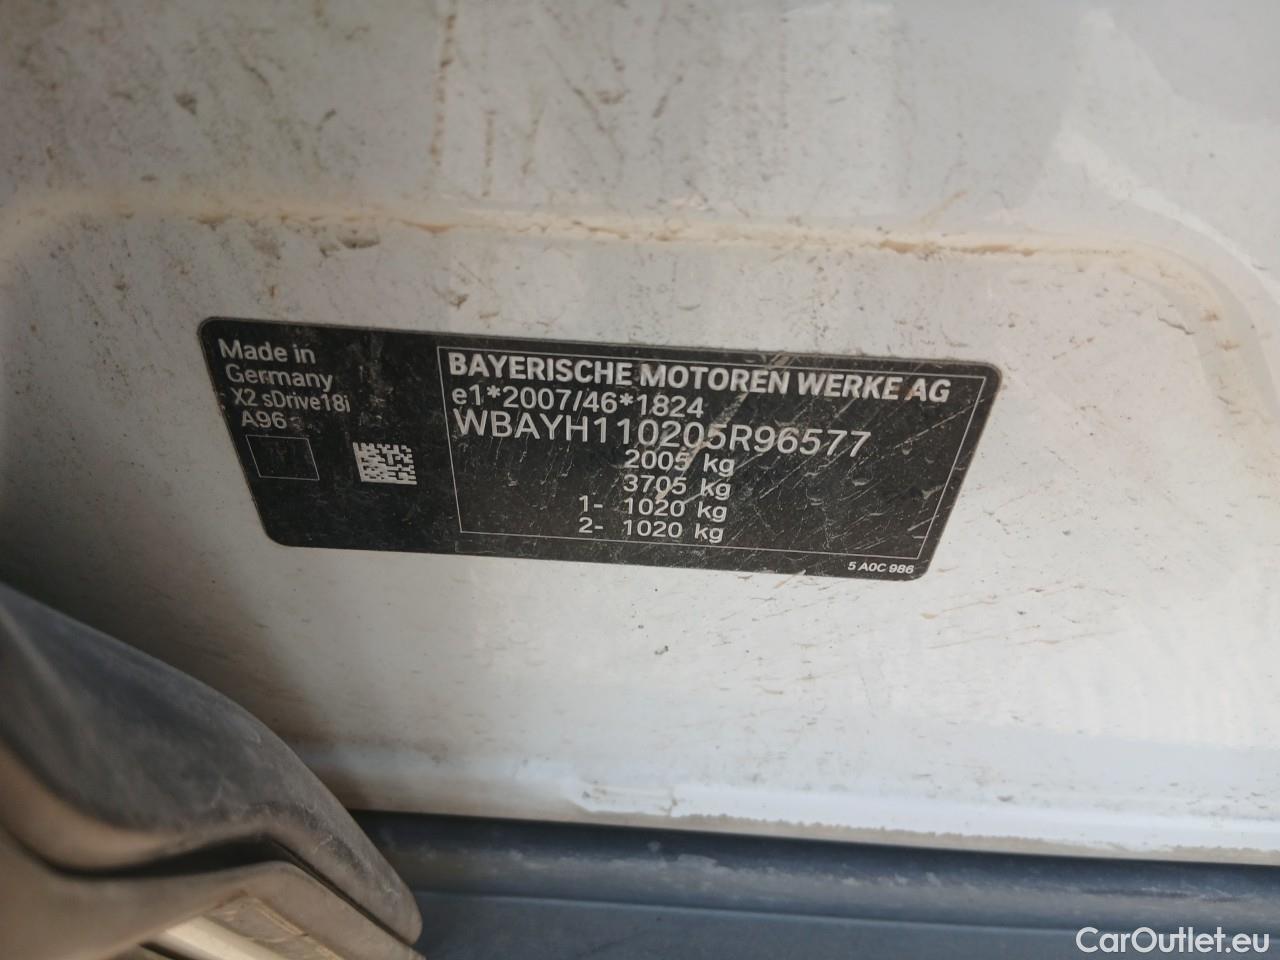 Made in
Germany
X2 sDrive18i
BAYERISCHE MOTOREN WERKE AG
e1*2007/46*1824
WBAYH110205R96577
2005 kg
3705 kg
1- 1020 kg
2- 1020 kg
5 A0C 986
CarOutlet.eu